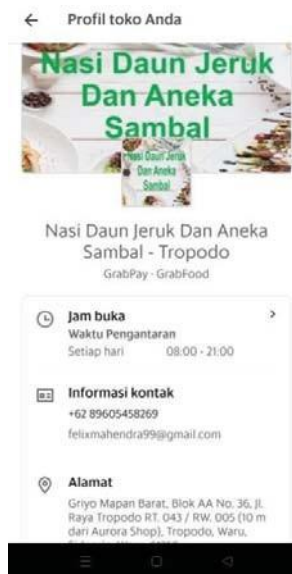 Profil toko Anda
Nasi Daun Jeruk
Dan Aneka
Sambal
Nasi Daun Jeruk
Dan Aneka
Sambal
Nasi Daun Jeruk Dan Aneka
Sambal - Tropodo
GrabPay · GrabFood
Jam buka
Waktu Pengantaran
Setiap hari 08:00 - 21:00
Informasi kontak
+62 89605458269
felixmahendra99@gmail.com
Alamat
Griyo Mapan Barat, Blok AA No. 36, Jl.
Raya Tropodo RT. 043 / RW. 005 (10 m
dari Aurora Shop), Tropodo, Waru,